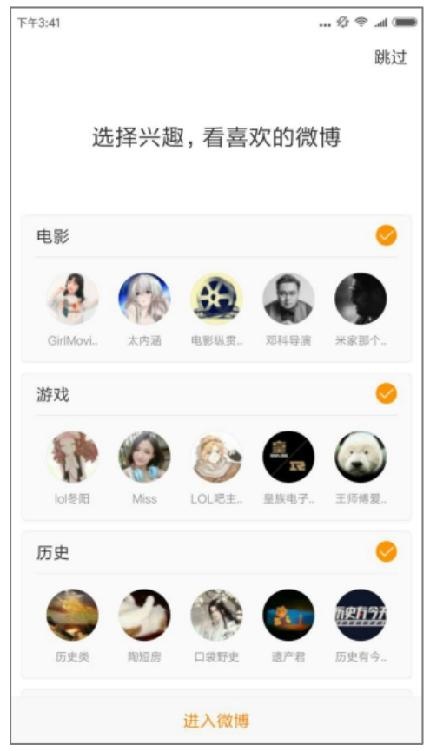 下午3:41
跳过
选择兴趣，看喜欢的微博
电影
GirlMovi.. 太内涵 电影纵贯.. 邓科导演 米家那个..
游戏
lol冬阳 Miss LOL吧主.. 皇族电子.. 王师傅爱..
历史
历史类 陶短房 口袋野史 遗产君 历史有今..
进入微博